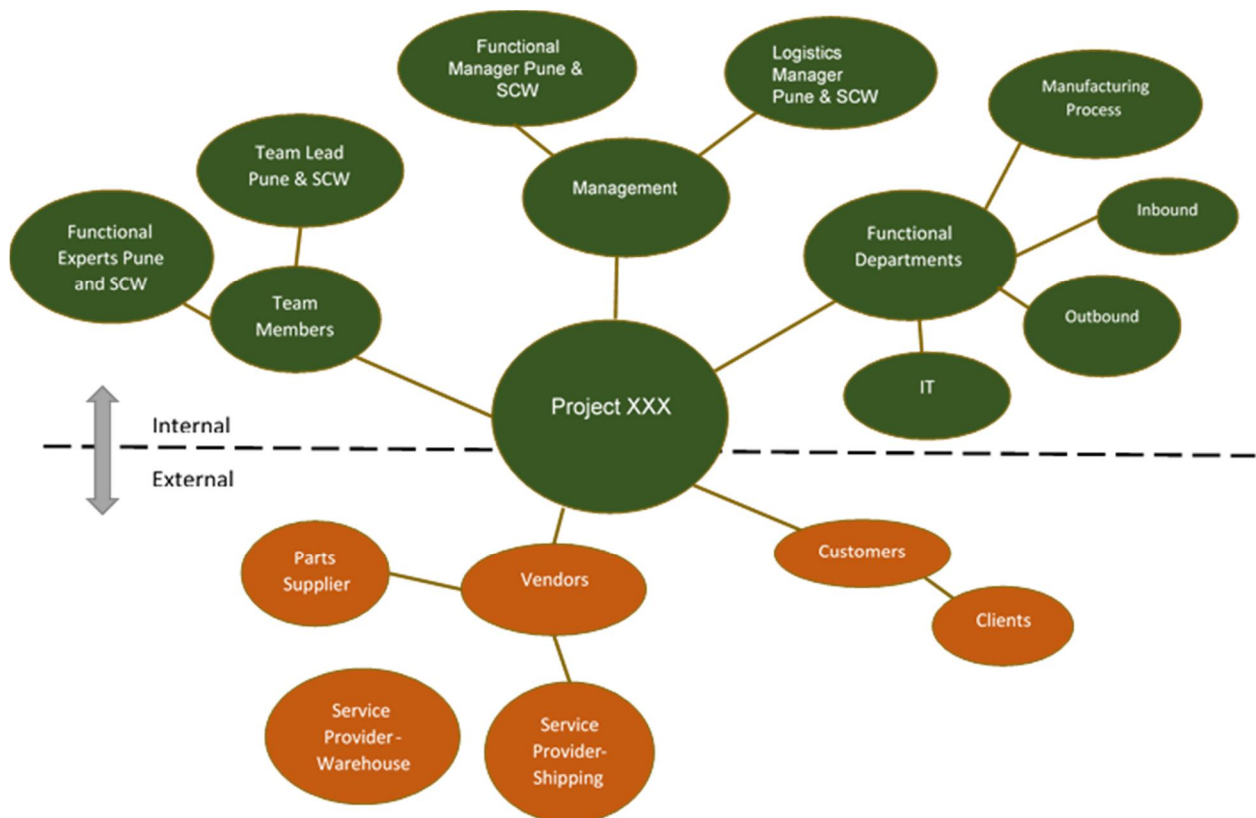 Functional
Manager Pune &
SCW
Logistics
Manager
Pune & SCW
Manufacturing
Process
Team Lead
Pune & SCW
Management
Inbound
Functional
Experts Pune
and SCW
Functional
Departments
Team
Members
Outbound
IT
Project XXX
Internal
External
Parts
Supplier
Vendors
Customers
Clients
Service
Provider-
Warehouse
Service
Provider-
Shipping